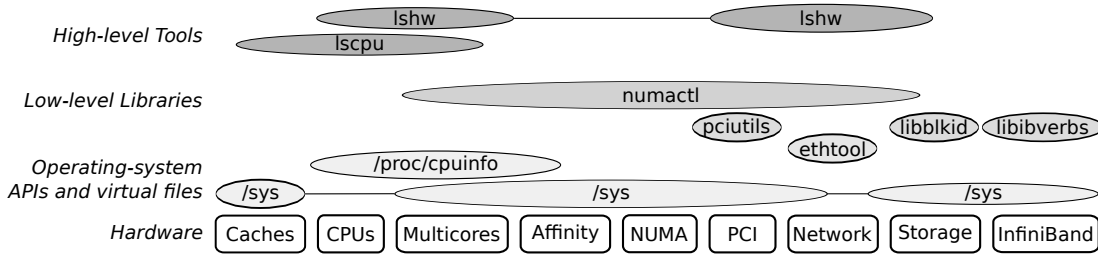 lshw lshw
High-level Tools
lscpu
Low-level Libraries numactl
pciutils libblkid libibverbs
ethtool
Operating-system /proc/cpuinfo
APIs and virtual files /sys /sys /sys
Hardware Caches CPUs Multicores Affinity NUMA PCI Network Storage InfiniBand